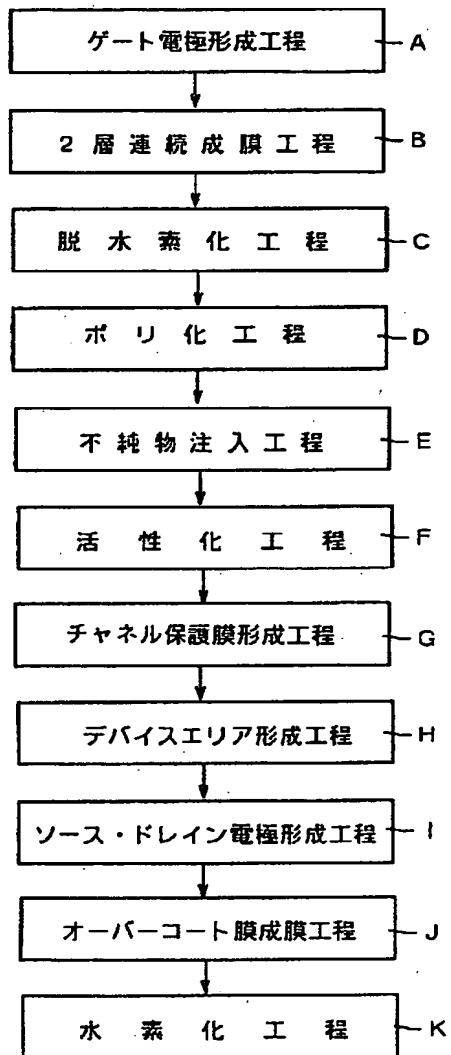 ゲート電極形成工程 A
2層連続成膜工程 B
脱水素化工程 C
ポリ化工程 D
不純物注入工程 E
活性化工程 F
チャネル保護膜形成工程 G
デバイスエリア形成工程 H
ソース・ドレイン電極形成工程 I
オーバーコート膜成膜工程 J
水素化工程 K